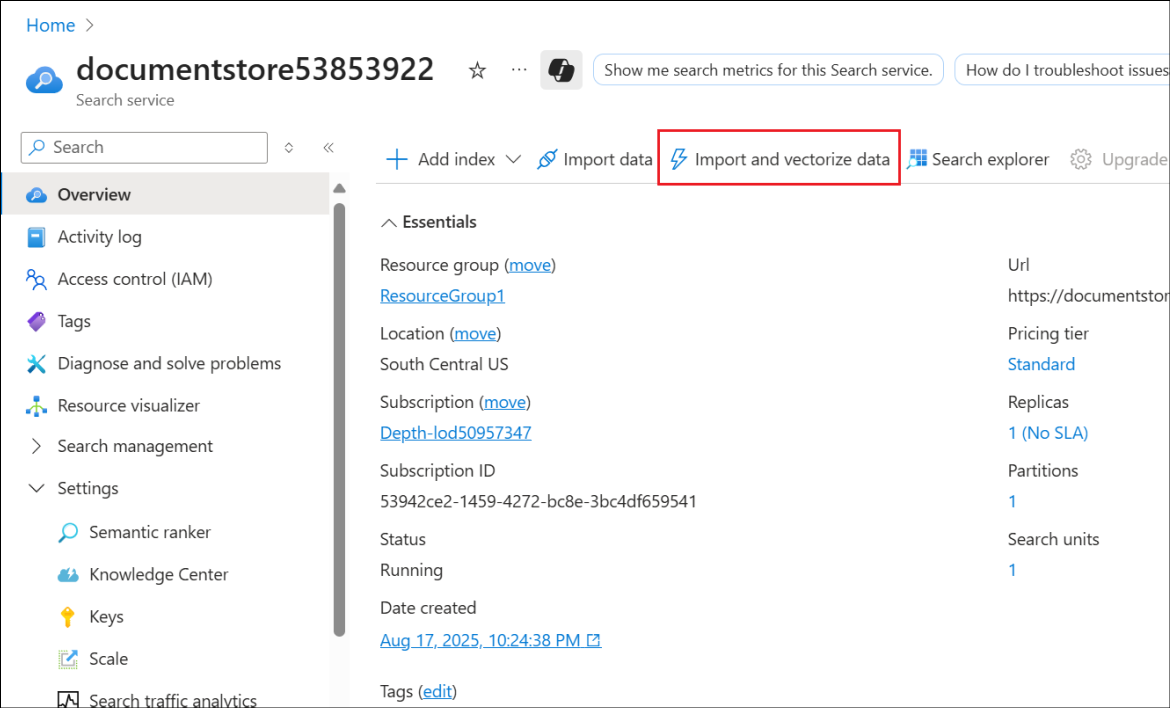 Home
documentstore53853922
Search service
Show me search metrics for this Search service.
How do I troubleshoot issues
Search
Add index
Import data
Import and vectorize data
Search explorer
Upgrade
Overview
Activity log
Access control (IAM)
Tags
Diagnose and solve problems
Resource visualizer
Search management
Settings
Semantic ranker
Knowledge Center
Keys
Scale
Search traffic analytics
Essentials
Resource group (move)
ResourceGroup1
Location (move)
South Central US
Subscription (move)
Depth-lod50957347
Subscription ID
53942ce2-1459-4272-bc8e-3bc4df659541
Status
Running
Date created
Aug 17, 2025, 10:24:38 PM
Tags (edit)
Url
https://documentstor
Pricing tier
Standard
Replicas
1 (No SLA)
Partitions
1
Search units
1